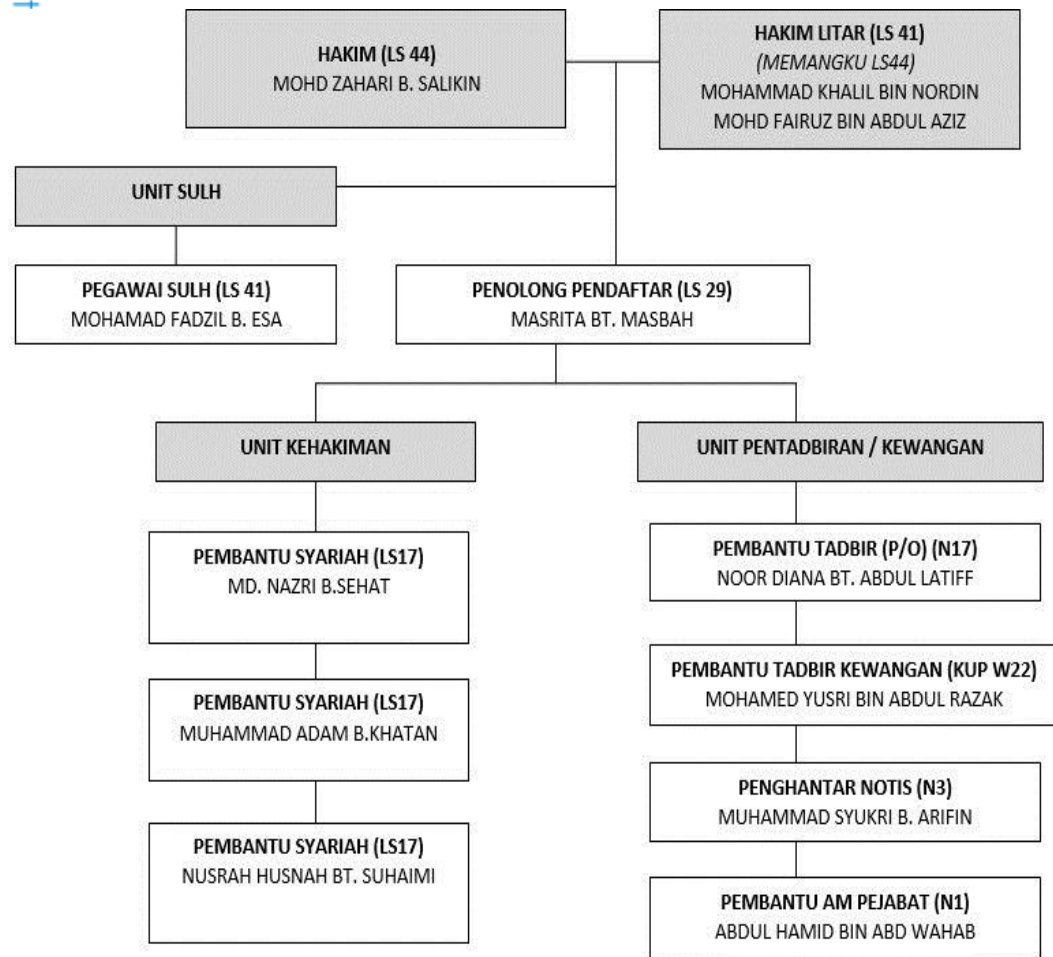 HAKIM (LS 44)
MOHD ZAHARI B. SALIKIN
HAKIM LITAR (LS 41)
(MEMANGKU LS44)
MOHAMMAD KHALIL BIN NORDIN
MOHD FAIRUZ BIN ABDUL AZIZ
UNIT SULH
PEGAWAI SULH (LS 41)
MOHAMAD FADZIL B. ESA
PENOLONG PENDAFTAR (LS 29)
MASRITA BT. MASBAH
UNIT KEHAKIMAN
PEMBANTU SYARIAH (LS17)
MD. NAZRI B.SEHAT
PEMBANTU SYARIAH (LS17)
MUHAMMAD ADAM B.KHATAN
PEMBANTU SYARIAH (LS17)
NUSRAH HUSNAH BT. SUHAIMI
UNIT PENTADBIRAN / KEWANGAN
PEMBANTU TADBIR (P/O) (N17)
NOOR DIANA BT. ABDUL LATIFF
PEMBANTU TADBIR KEWANGAN (KUP W22)
MOHAMED YUSRI BIN ABDUL RAZAK
PENGHANTAR NOTIS (N3)
MUHAMMAD SYUKRI B. ARIFIN
PEMBANTU AM PEJABAT (N1)
ABDUL HAMID BIN ABD WAHAB